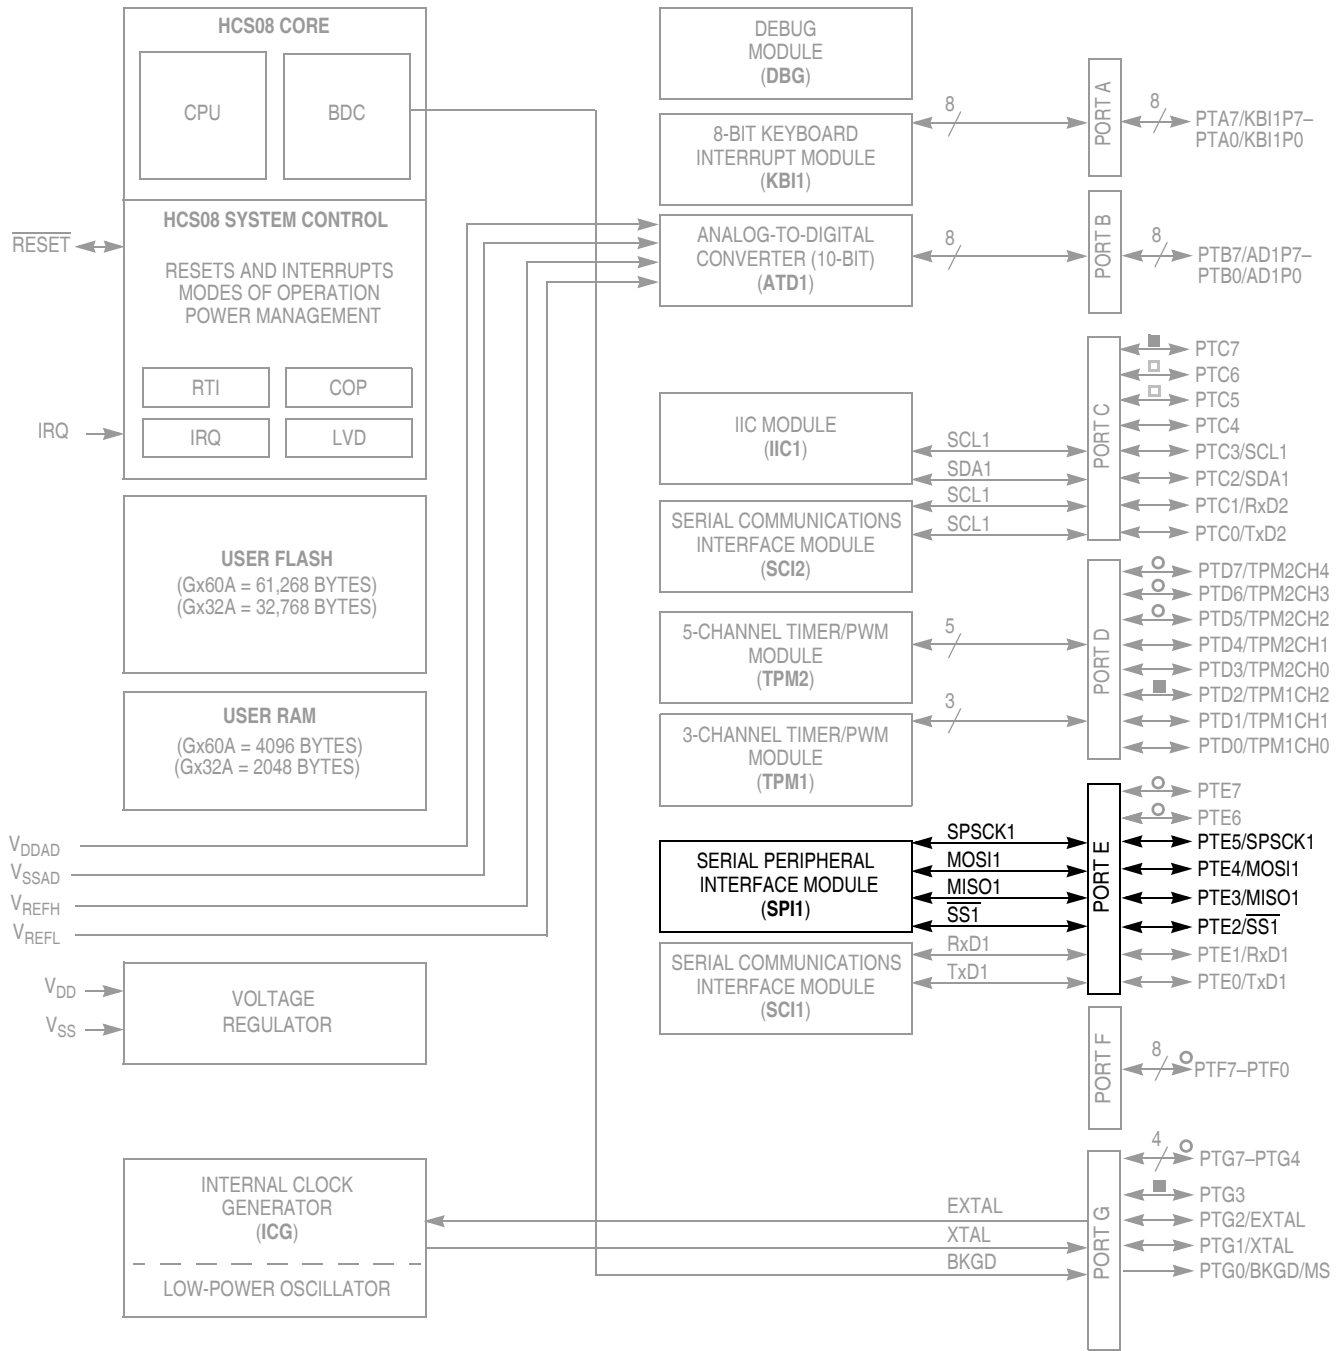 HCS08 CORE
CPU
BDC
HCS08 SYSTEM CONTROL
RESET
RESETS AND INTERRUPTS
MODES OF OPERATION
POWER MANAGEMENT
RTI
COP
IRQ
IRQ
LVD
USER FLASH
(Gx60A = 61,268 BYTES)
(Gx32A = 32,768 BYTES)
USER RAM
(Gx60A = 4096 BYTES)
(Gx32A = 2048 BYTES)
VDDAD
VSSAD
VREFH
VREFL
VDD
VSS
VOLTAGE
REGULATOR
INTERNAL CLOCK
GENERATOR
(ICG)
LOW-POWER OSCILLATOR
DEBUG
MODULE
(DBG)
8-BIT KEYBOARD
INTERRUPT MODULE
(KBI1)
8
PORT A
8
PTA7/KBI1P7–
PTA0/KBI1P0
ANALOG-TO-DIGITAL
CONVERTER (10-BIT)
(ATD1)
8
PORT B
8
PTB7/AD1P7–
PTB0/AD1P0
IIC MODULE
(IIC1)
SCL1
SDA1
SERIAL COMMUNICATIONS
INTERFACE MODULE
(SCI2)
SCL1
SCL1
PORT C
PTC7
PTC6
PTC5
PTC4
PTC3/SCL1
PTC2/SDA1
PTC1/RxD2
PTC0/TxD2
5-CHANNEL TIMER/PWM
MODULE
(TPM2)
5
3-CHANNEL TIMER/PWM
MODULE
(TPM1)
3
PORT D
PTD7/TPM2CH4
PTD6/TPM2CH3
PTD5/TPM2CH2
PTD4/TPM2CH1
PTD3/TPM2CH0
PTD2/TPM1CH2
PTD1/TPM1CH1
PTD0/TPM1CH0
SERIAL PERIPHERAL
INTERFACE MODULE
(SPI1)
SPSCK1
MOSI1
MISO1
SS1
SERIAL COMMUNICATIONS
INTERFACE MODULE
(SCI1)
RxD1
TxD1
PORT E
PTE7
PTE6
PTE5/SPSCK1
PTE4/MOSI1
PTE3/MISO1
PTE2/SS1
PTE1/RxD1
PTE0/TxD1
PORT F
8
PTF7–PTF0
EXTAL
XTAL
BKGD
PORT G
4
PTG7–PTG4
PTG3
PTG2/EXTAL
PTG1/XTAL
PTG0/BKGD/MS